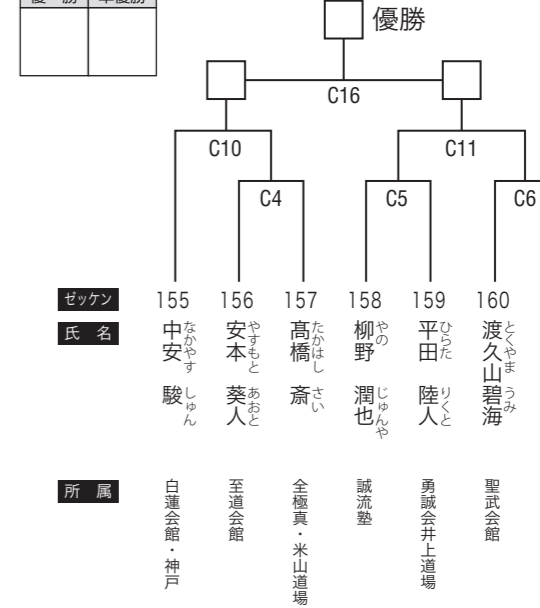 優　勝
準優勝
優勝
C16
C10
C11
C4
C5
C6
ゼッケン
155
156
157
158
159
160
氏　名
中安　駿
なかやす　しゅん
安本　葵人
やすもと　あおと
髙橋　斎
たかはし　さい
柳野　潤也
やの　じゅんや
平田　陸人
ひらた　りくと
渡久山碧海
とくやま　うみ
所　属
白蓮会館・神戸
至道会館
全極真・米山道場
誠流塾
勇誠会井上道場
聖武会館